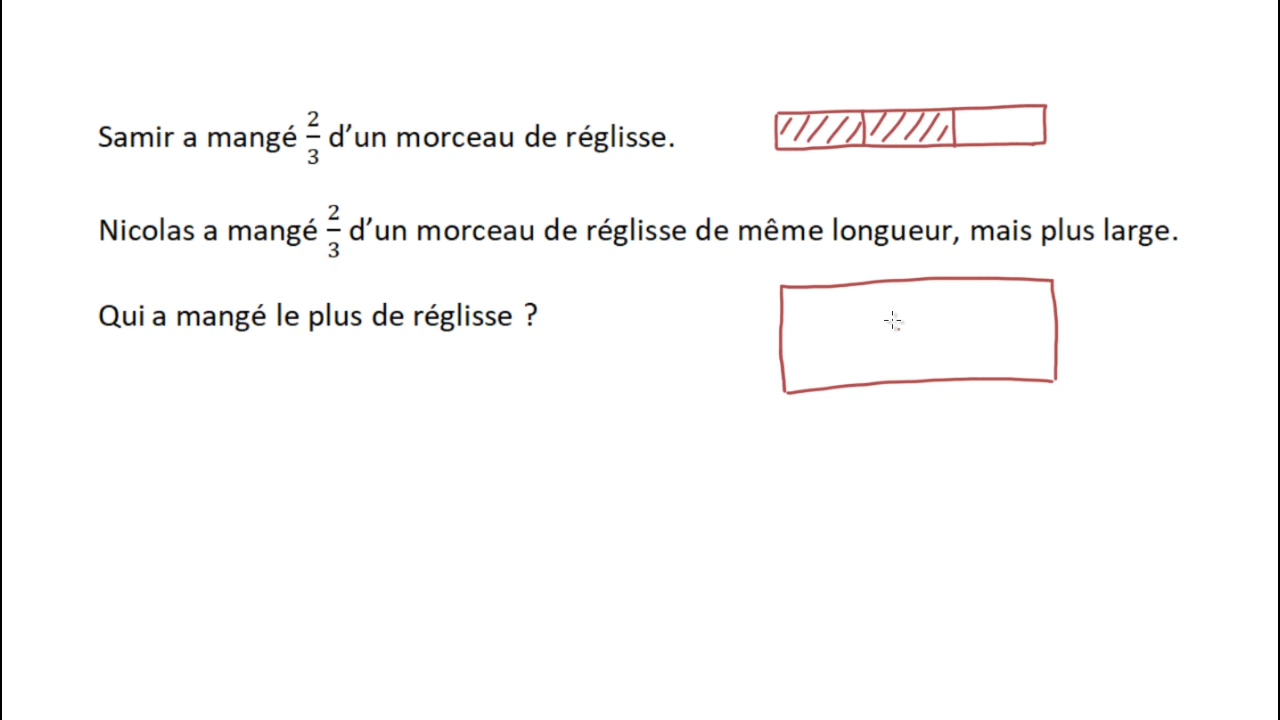 Samir a mangé 2/3 d’un morceau de réglisse.
Nicolas a mangé 2/3 d’un morceau de réglisse de même longueur, mais plus large.
Qui a mangé le plus de réglisse ?